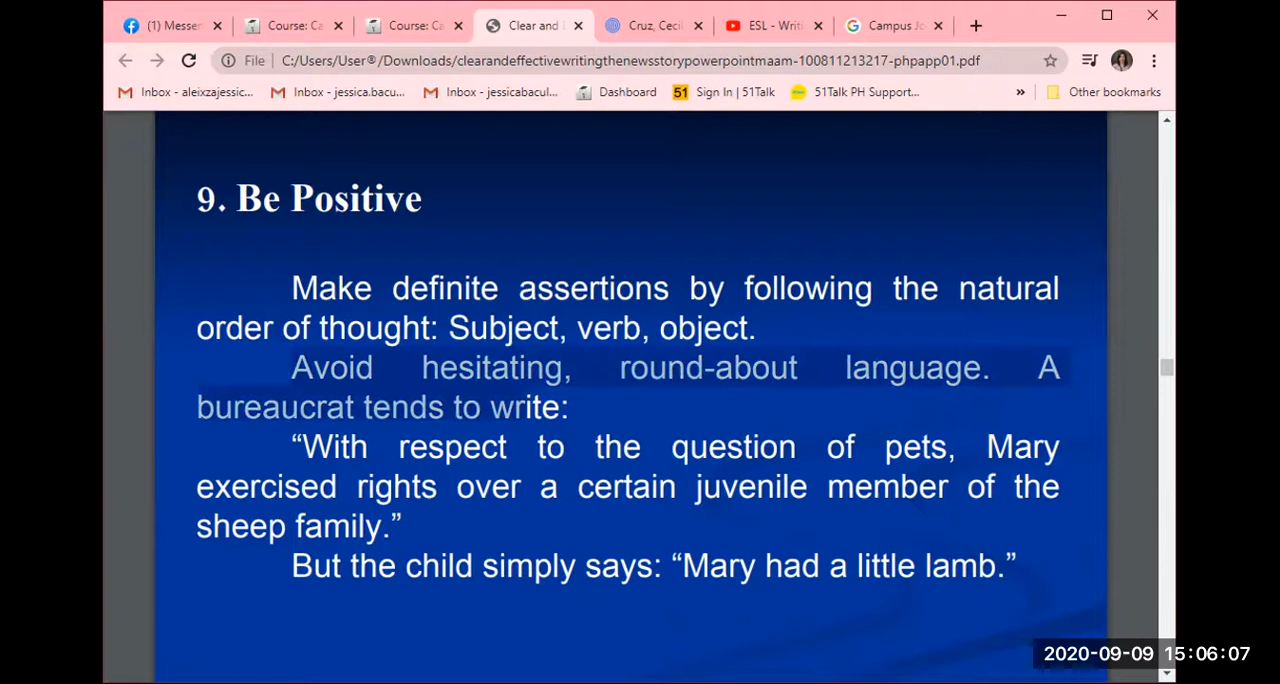 (1) Messer
Course: Ca
Course: Ca
Clear and
Cruz, Cecil
ESL - Writi
Campus Jo
File C:/Users/User®/Downloads/clearandeffectivewritingthenewsstorypowerpointmaam-100811213217-phpapp01.pdf
Inbox - aleixzajessic...
Inbox - jessica.bacu...
Inbox - jessicabacul...
Dashboard
51 Sign In | 51Talk
51Talk PH Support...
» Other bookmarks
9. Be Positive
Make definite assertions by following the natural
order of thought: Subject, verb, object.
Avoid hesitating, round-about language. A
bureaucrat tends to write:
“With respect to the question of pets, Mary
exercised rights over a certain juvenile member of the
sheep family.”
But the child simply says: “Mary had a little lamb.”
2020-09-09 15:06:07